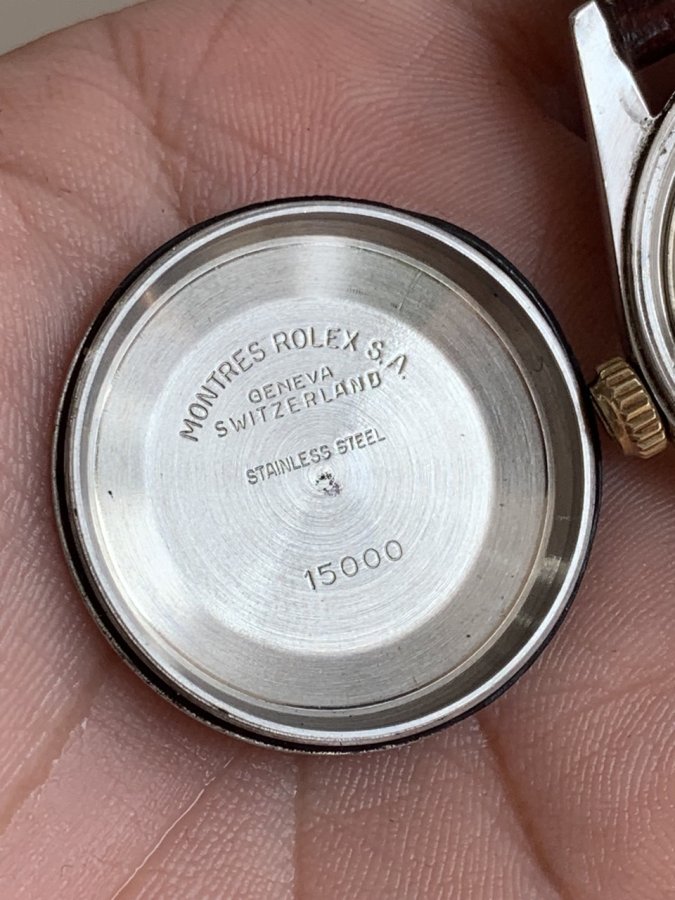 MONTRES ROLEX S.A.
GENEVA
SWITZERLAND
STAINLESS STEEL
15000